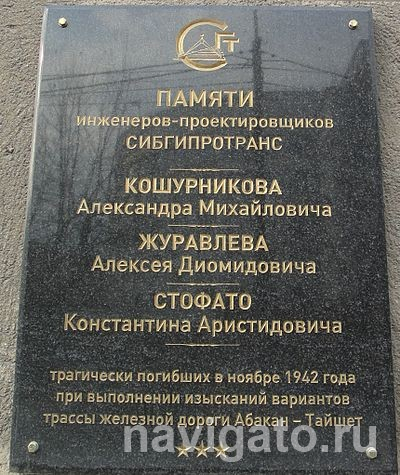 СГТ
ПАМЯТИ
инженеров-проектировщиков
СИБГИПРОТРАНС
КОШУРНИКОВА
Александра Михайловича
ЖУРАВЛЕВА
Алексея Диомидовича
СТОФАТО
Константина Аристидовича
трагически погибших в ноябре 1942 года
при выполнении изысканий вариантов
трассы железной дороги Абакан – Тайшет
navigato.ru